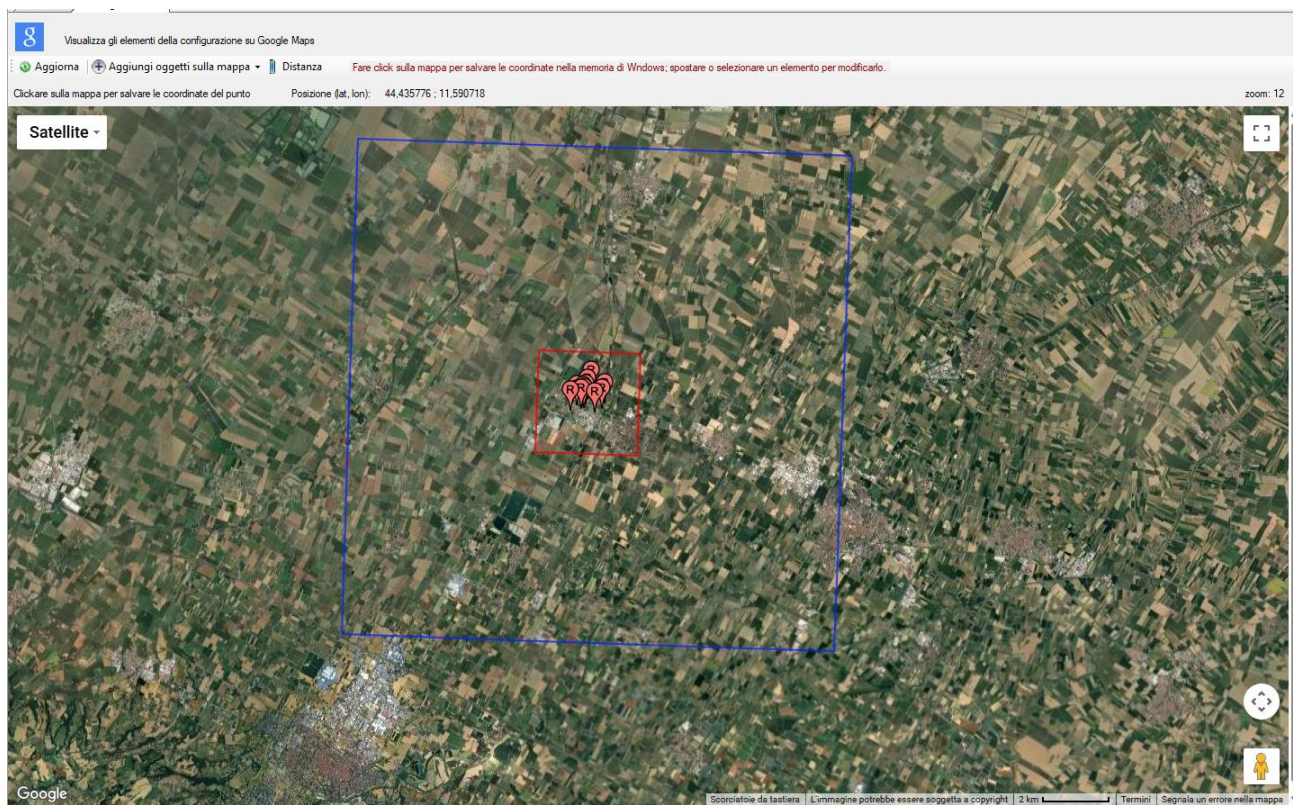 g
Visualizza gli elementi della configurazione su Google Maps
Aggiorna Aggiungi oggetti sulla mappa Distanza Fare click sulla mappa per salvare le coordinate nella memoria di Wndows; spostare o selezionare un elemento per modificarlo.
Clickare sulla mappa per salvare le coordinate del punto Posizione (lat, lon): 44,435776 ; 11,590718 zoom: 12
Satellite
R
R R R
Google
Scorciatoie da tastiera L'immagine potrebbe essere soggetta a copyright 2 km Termini Segnala un errore nella mappa